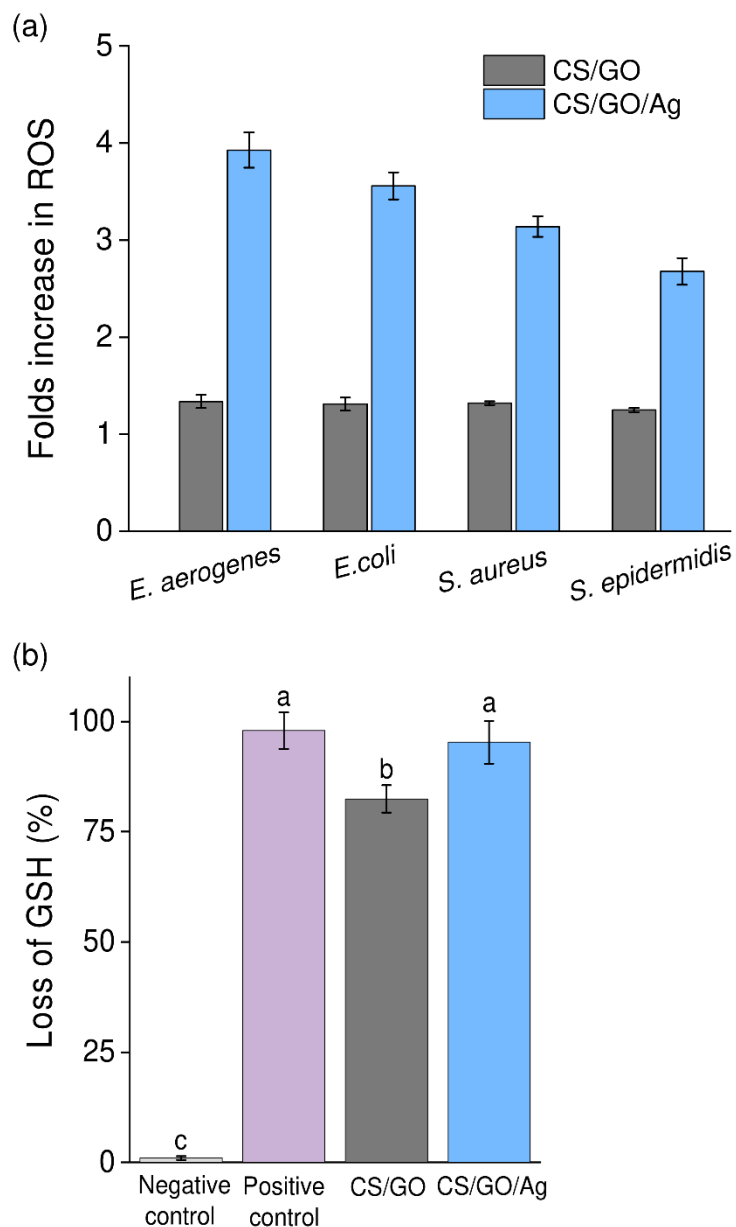 (a)
5
4
3
2
1
0
Folds increase in ROS
CS/GO
CS/GO/Ag
E. aerogenes
E.coli
S. aureus
S. epidermidis
(b)
100
75
50
25
0
Loss of GSH (%)
c
a
b
a
Negative
control
Positive
control
CS/GO
CS/GO/Ag